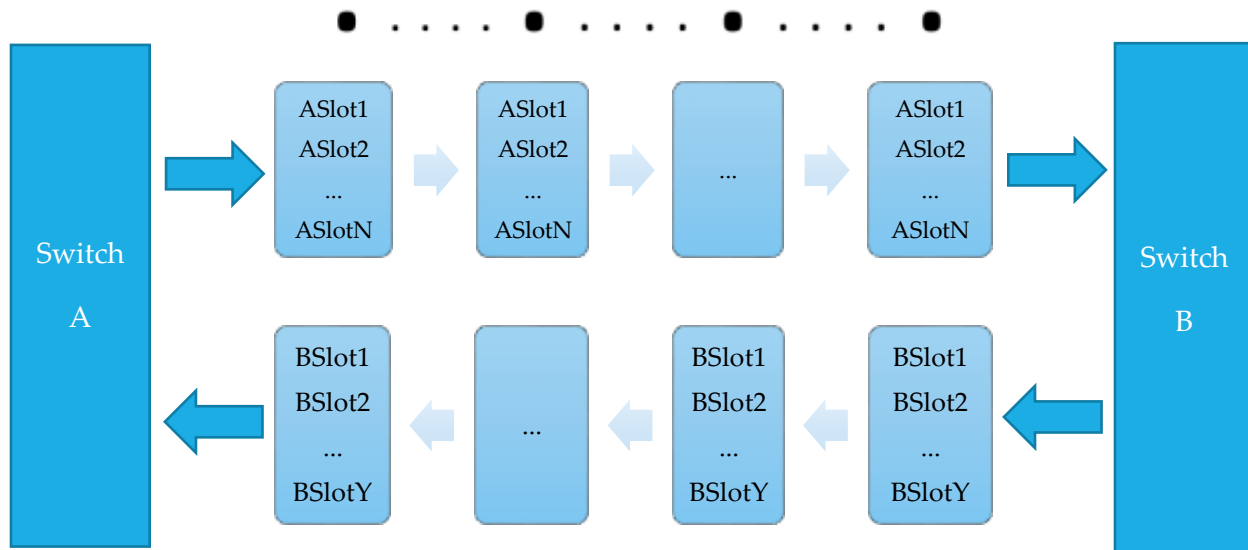 Switch
A
ASlot1
ASlot2
...
ASlotN
ASlot1
ASlot2
...
ASlotN
...
ASlot1
ASlot2
...
ASlotN
BSlot1
BSlot2
...
BSlotY
...
BSlot1
BSlot2
...
BSlotY
BSlot1
BSlot2
...
BSlotY
Switch
B